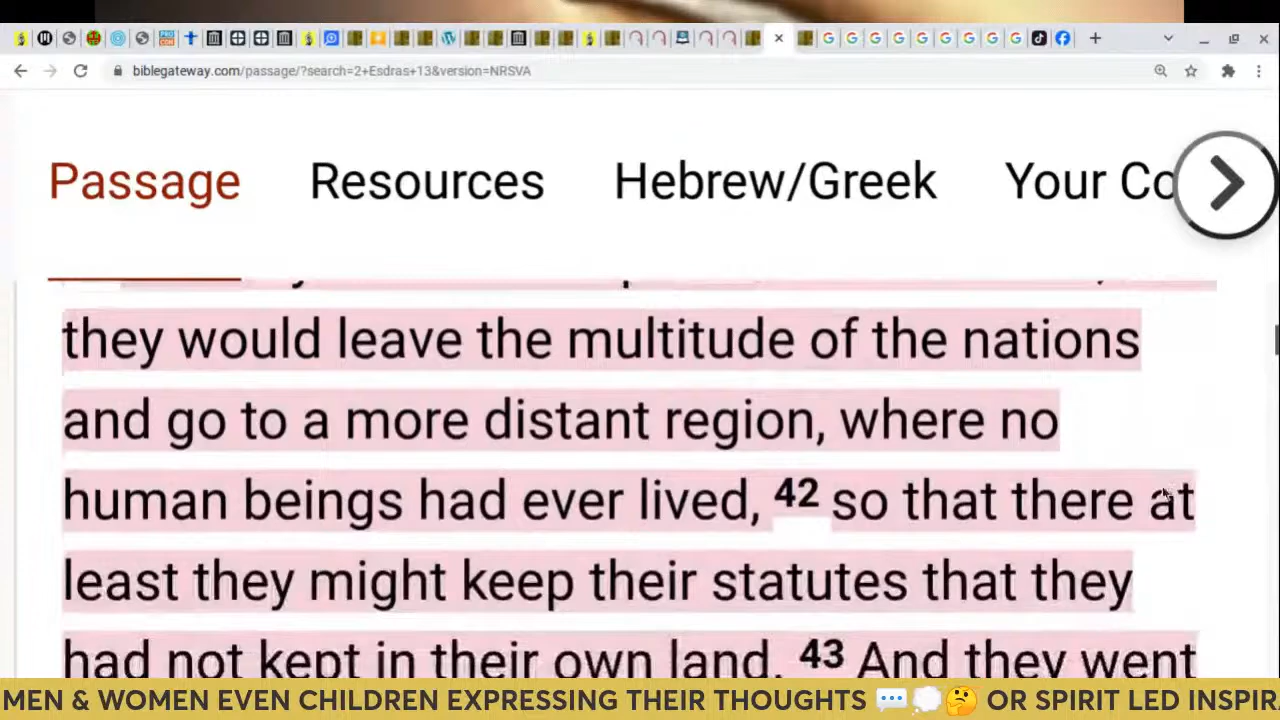 biblegateway.com/passage/?search=2+Esdras+13&version=NRSVA
Passage Resources Hebrew/Greek Your Co
they would leave the multitude of the nations
and go to a more distant region, where no
human beings had ever lived, 42 so that there at
least they might keep their statutes that they
had not kept in their own land. 43 And they went
MEN & WOMEN EVEN CHILDREN EXPRESSING THEIR THOUGHTS 💬💭🤔 OR SPIRIT LED INSPIR